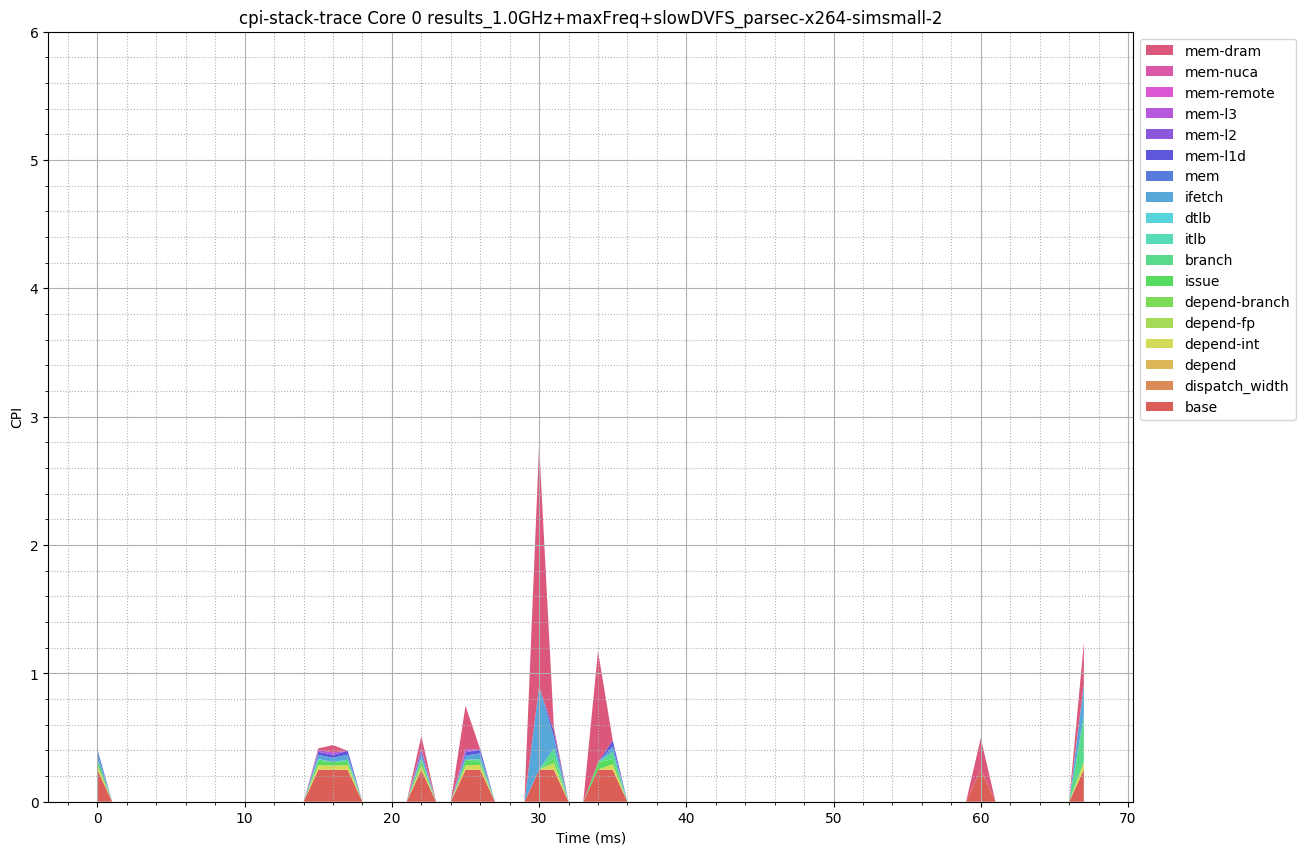 cpi-stack-trace Core 0 results_1.0GHz+maxFreq+slowDVFS_parsec-x264-simsmall-2
6
5
4
3
2
1
0
CPI
0 10 20 30 40 50 60 70
Time (ms)
mem-dram
mem-nuca
mem-remote
mem-l3
mem-l2
mem-l1d
mem
ifetch
dtlb
itlb
branch
issue
depend-branch
depend-fp
depend-int
depend
dispatch_width
base